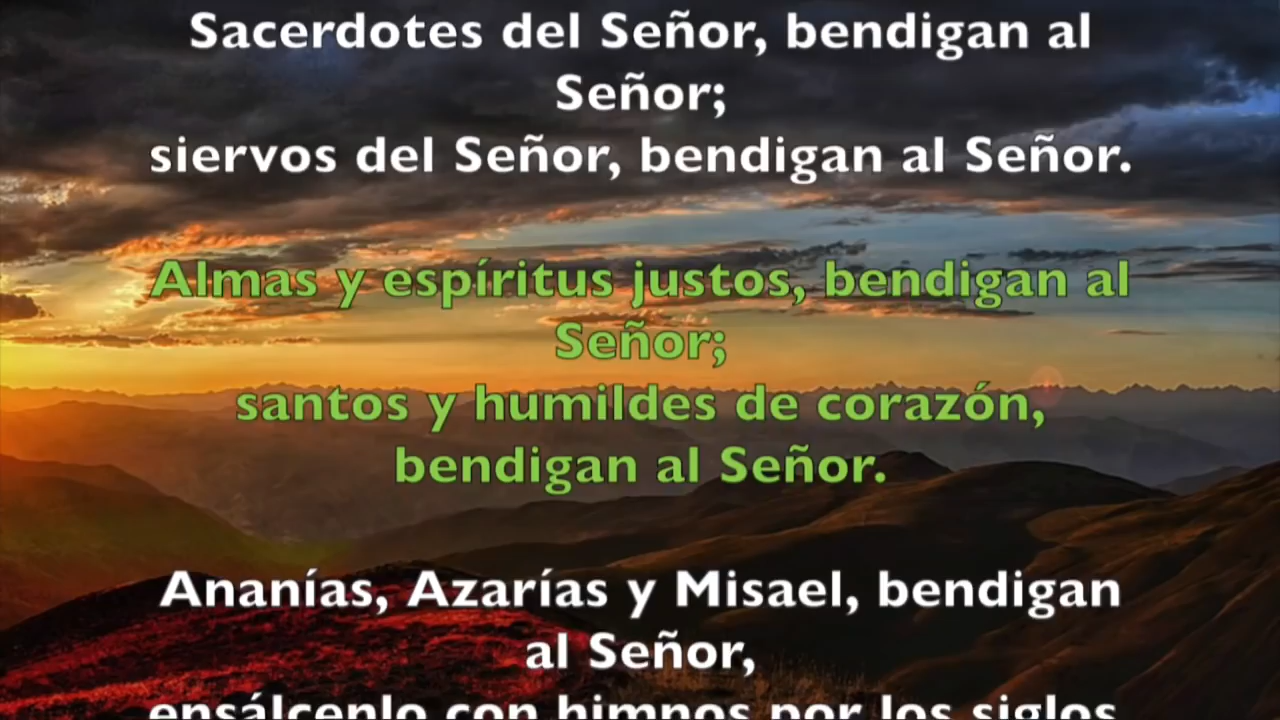 Sacerdotes del Señor, bendigan al
Señor;
siervos del Señor, bendigan al Señor.
Almas y espíritus justos, bendigan al
Señor;
santos y humildes de corazón,
bendigan al Señor.
Ananías, Azarías y Misael, bendigan
al Señor,
ensálcenlo con himnos por los siglos